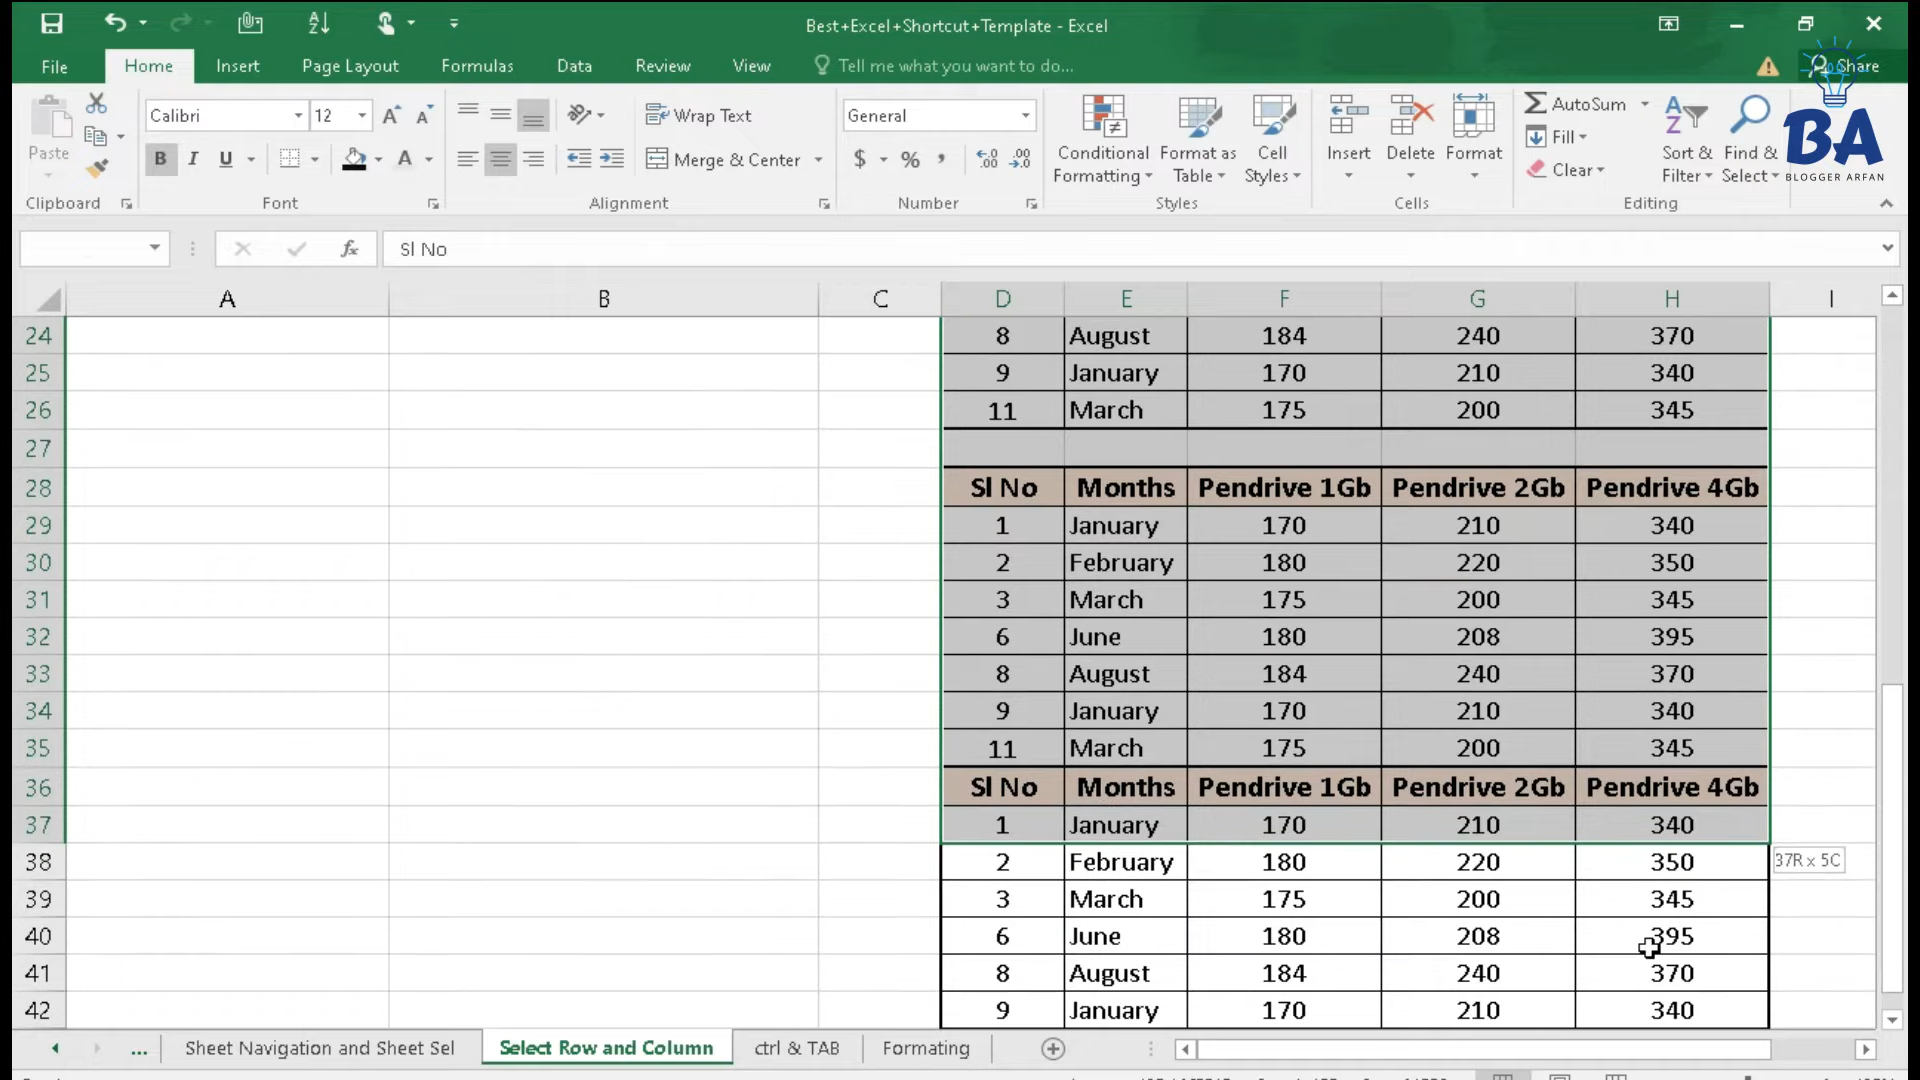 Best+Excel+Shortcut+Template - Excel
File Home Insert Page Layout Formulas Data Review View Tell me what you want to do... Share
Calibri 12 Wrap Text General AutoSum
Paste B I U Merge & Center $ % Conditional Formatting Format as Table Cell Styles Insert Delete Format Fill Clear Sort & Filter Find & Select
BA
BLOGGER ARFAN
Clipboard Font Alignment Number Styles Cells Editing
fx Sl No
A B C D E F G H I
24 8 August 184 240 370
25 9 January 170 210 340
26 11 March 175 200 345
27
28 Sl No Months Pendrive 1Gb Pendrive 2Gb Pendrive 4Gb
29 1 January 170 210 340
30 2 February 180 220 350
31 3 March 175 200 345
32 6 June 180 208 395
33 8 August 184 240 370
34 9 January 170 210 340
35 11 March 175 200 345
36 Sl No Months Pendrive 1Gb Pendrive 2Gb Pendrive 4Gb
37 1 January 170 210 340
38 2 February 180 220 350 37R x 5C
39 3 March 175 200 345
40 6 June 180 208 395
41 8 August 184 240 370
42 9 January 170 210 340
... Sheet Navigation and Sheet Sel Select Row and Column ctrl & TAB Formating